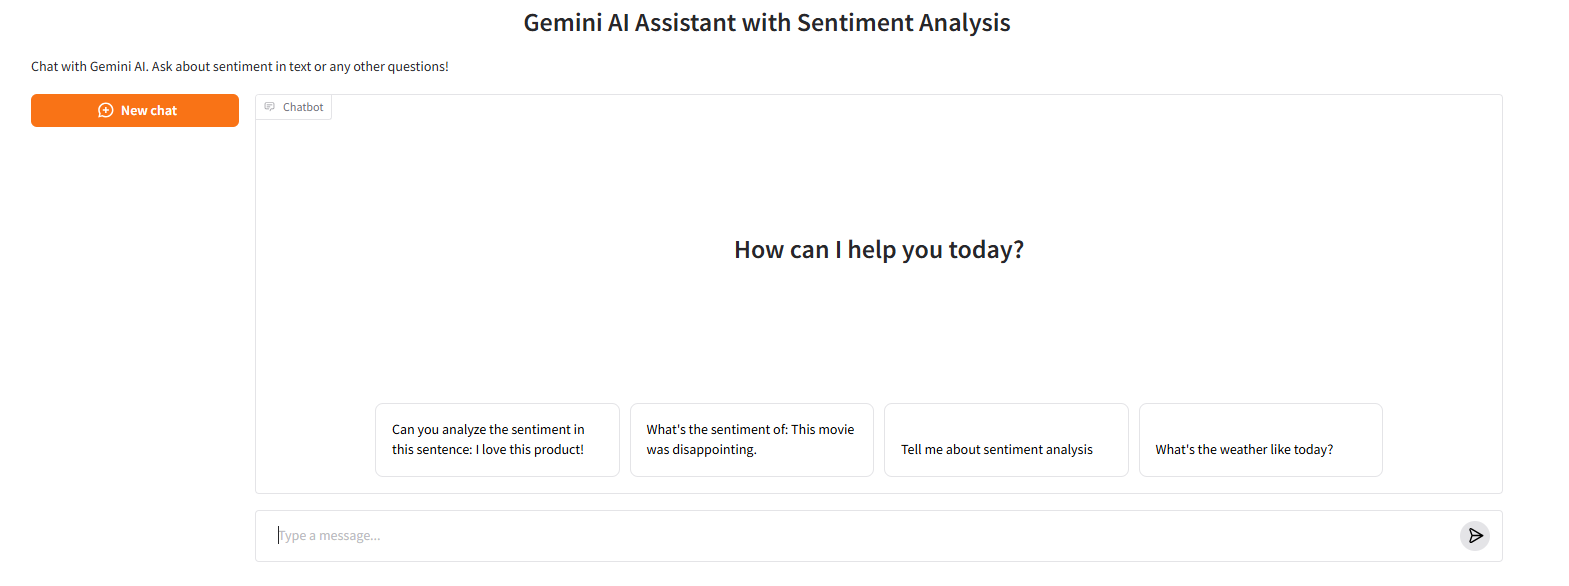 Gemini AI Assistant with Sentiment Analysis
Chat with Gemini AI. Ask about sentiment in text or any other questions!
New chat
Chatbot
How can I help you today?
Can you analyze the sentiment in
this sentence: I love this product!
What's the sentiment of: This movie
was disappointing.
Tell me about sentiment analysis
What's the weather like today?
Type a message...